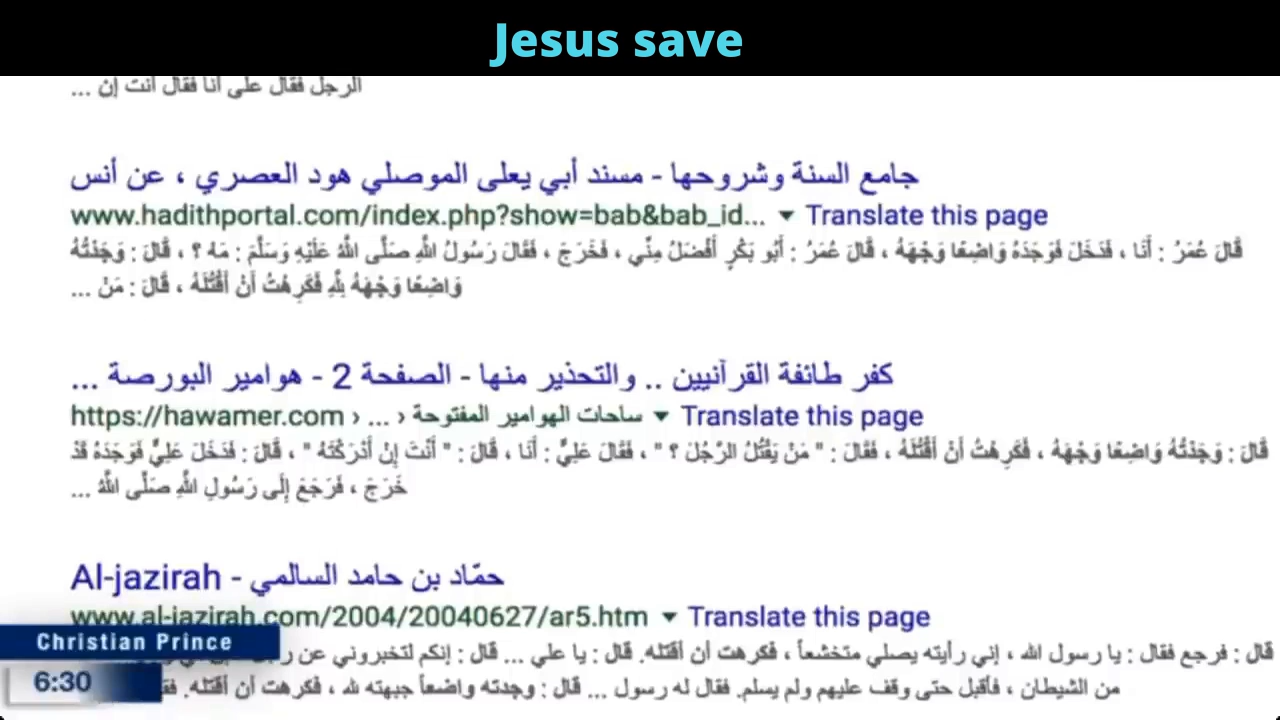 Jesus save
الرجل فقال علي أنا فقال أنت إن ...
جامع السنة وشروحها - مسند أبي يعلى الموصلي هود العصري ، عن أنس
www.hadithportal.com/index.php?show=bab&bab_id... ▼ Translate this page
قَالَ عُمَرُ : أَنَا ، فَدَخَلَ فَوَجَدَهُ وَاضِعًا وَجْهَهُ ، قَالَ عُمَرُ : أَبُو بَكْرٍ أَفْضَلُ مِنِّي ، فَخَرَجَ ، فَقَالَ رَسُولُ اللَّهِ صَلَّى اللَّهُ عَلَيْهِ وَسَلَّمَ : مَهْ ؟ ، قَالَ : وَجَدْتُهُ
وَاضِعًا وَجْهَهُ لِلَّهِ فَكَرِهْتُ أَنْ أَقْتُلَهُ ، قَالَ : مَنْ ...
كفر طائفة القرآنيين .. والتحذير منها - الصفحة 2 - هوامير البورصة ...
https://hawamer.com › ... › ساحات الهوامير المفتوحة ▼ Translate this page
قَالَ : وَجَدْتُهُ وَاضِعًا وَجْهَهُ ، فَكَرِهْتُ أَنْ أَقْتُلَهُ ، فَقَالَ : " مَنْ يَقْتُلُ الرَّجُلَ ؟ " ، فَقَالَ عَلِيٌّ : أَنَا ، قَالَ : " أَنْتَ إِنْ أَدْرَكْتَهُ " ، قَالَ : فَدَخَلَ عَلِيٌّ فَوَجَدَهُ قَدْ
خَرَجَ ، فَرَجَعَ إِلَى رَسُولِ اللَّهِ صَلَّى اللَّهُ ...
Al-jazirah - حمّاد بن حامد السالمي
www.al-jazirah.com/2004/20040627/ar5.htm ▼ Translate this page
Christian Prince
قال : فرجع فقال : يا رسول الله ، إني رأيته يصلي متخشعاً ، فكرهت أن أقتله. قال : يا علي ... قال : إنكم لتخبروني عن
6:30
من الشيطان ، فأقبل حتى وقف عليهم ولم يسلم. فقال له رسول ... قال : وجدته واضعاً جبهته لله ، فكرهت أن أقتله.